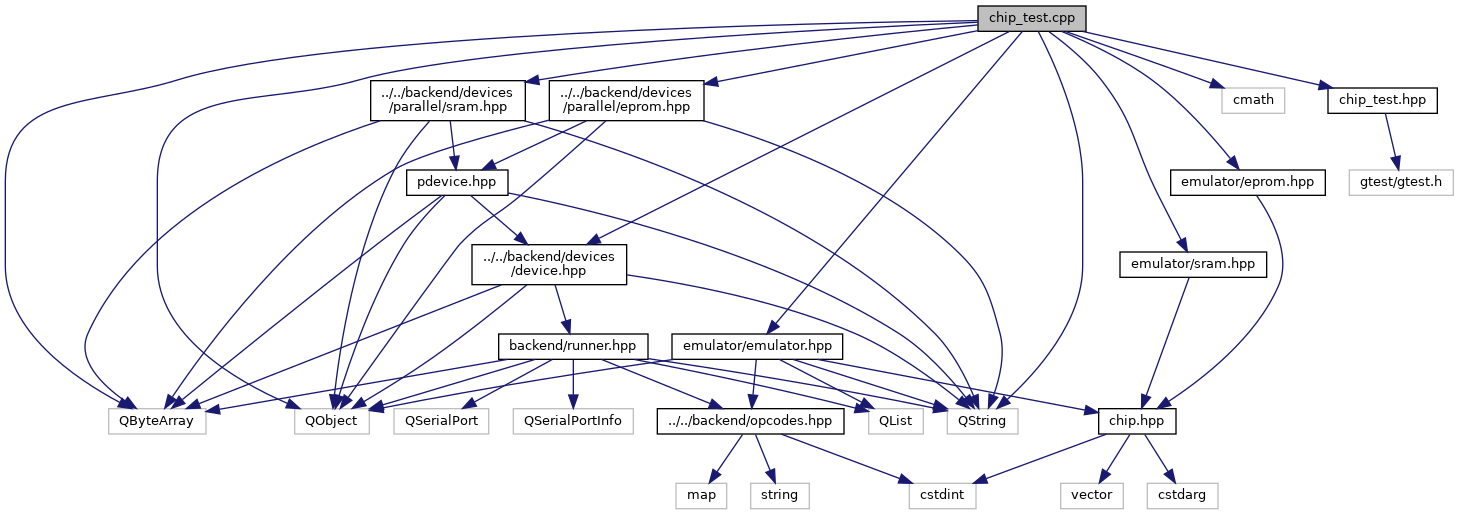 chip_test.cpp
../../backend/devices
/parallel/sram.hpp
../../backend/devices
/parallel/eprom.hpp
cmath
chip_test.hpp
pdevice.hpp
emulator/eprom.hpp
gtest/gtest.h
../../backend/devices
/device.hpp
emulator/sram.hpp
backend/runner.hpp
emulator/emulator.hpp
QByteArray
QObject
QSerialPort
QSerialPortInfo
../../backend/opcodes.hpp
QList
QString
chip.hpp
map
string
cstdint
vector
cstdarg